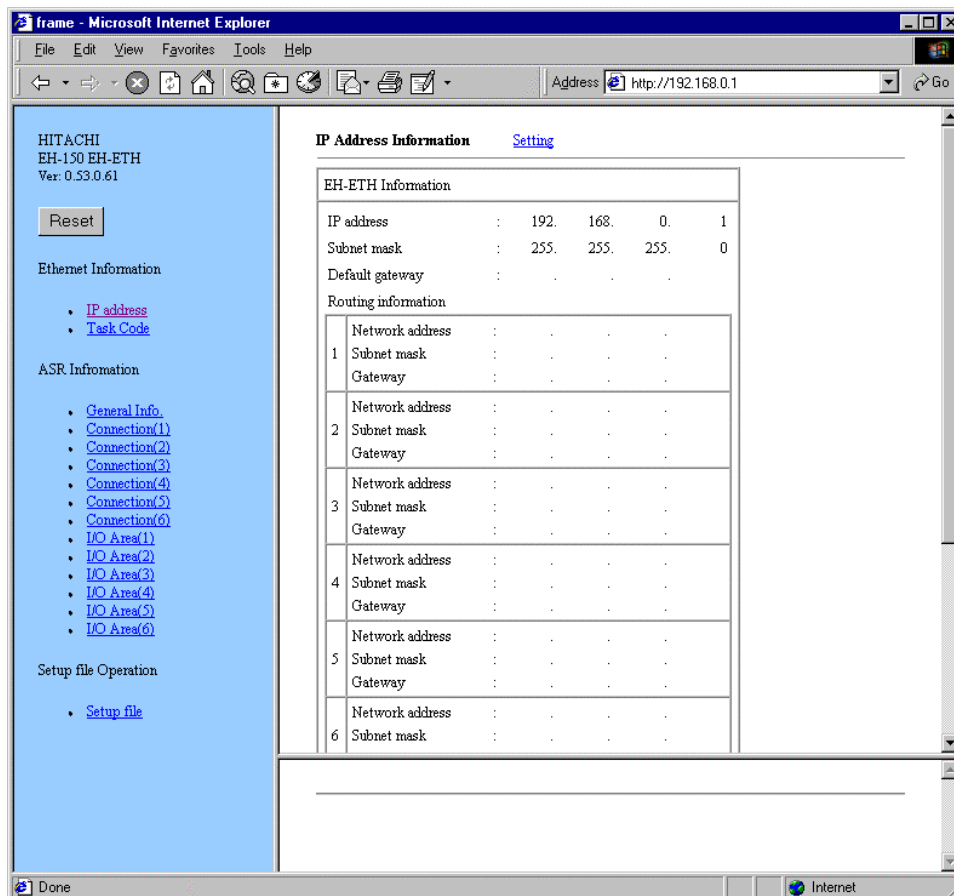 frame - Microsoft Internet Explorer
File Edit View Favorites Tools Help
Address http://192.168.0.1 Go
HITACHI
EH-150 EH-ETH
Ver: 0.53.0.61
Reset
Ethernet Information
IP address
Task Code
ASR Infromation
General Info.
Connection(1)
Connection(2)
Connection(3)
Connection(4)
Connection(5)
Connection(6)
I/O Area(1)
I/O Area(2)
I/O Area(3)
I/O Area(4)
I/O Area(5)
I/O Area(6)
Setup file Operation
Setup file
IP Address Information Setting
EH-ETH Information
IP address : 192. 168. 0. 1
Subnet mask : 255. 255. 255. 0
Default gateway : . . .
Routing information
Network address : . . .
1 Subnet mask : . . .
Gateway : . . .
Network address : . . .
2 Subnet mask : . . .
Gateway : . . .
Network address : . . .
3 Subnet mask : . . .
Gateway : . . .
Network address : . . .
4 Subnet mask : . . .
Gateway : . . .
Network address : . . .
5 Subnet mask : . . .
Gateway : . . .
Network address : . . .
6 Subnet mask : . . .
Done Internet